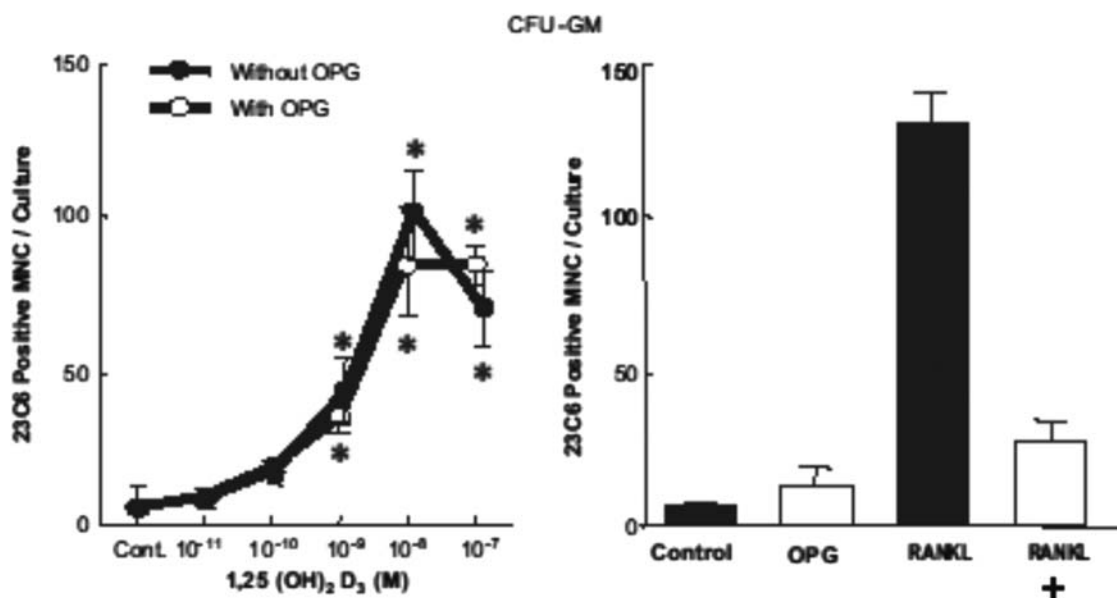 CFU-GM
23C6 Positive MNC / Culture
150
100
50
0
Without OPG
With OPG
*
*
*
*
*
*
Cont. 10⁻¹¹ 10⁻¹⁰ 10⁻⁹ 10⁻⁸ 10⁻⁷
1,25 (OH)₂ D₃ (M)
23C6 Positive MNC / Culture
150
100
50
0
Control OPG RANKL RANKL
+